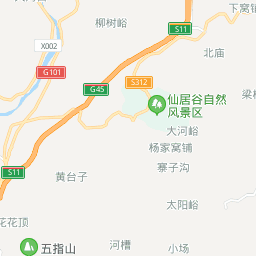 下窝铺
柳树峪
S11
X002
北庙
G101
S312
G45
梁
仙居谷自然
风景区
大河峪
杨家窝铺
寨子沟
S11
黄台子
太阳峪
花花顶
五指山
河槽
小场